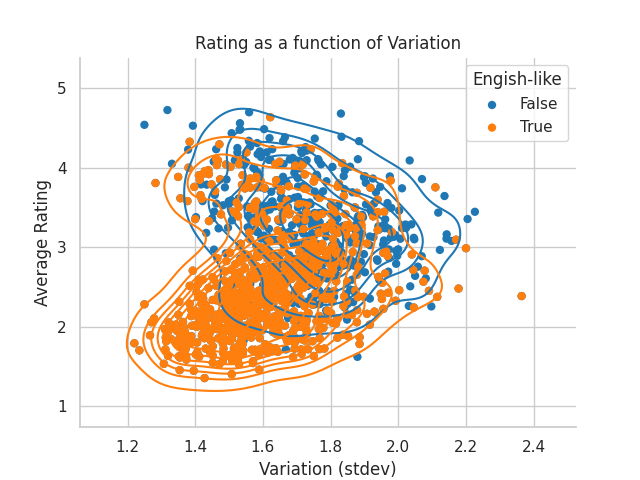 Rating as a function of Variation
Engish-like
False
True
Average Rating
5
4
3
2
1
1.2 1.4 1.6 1.8 2.0 2.2 2.4
Variation (stdev)